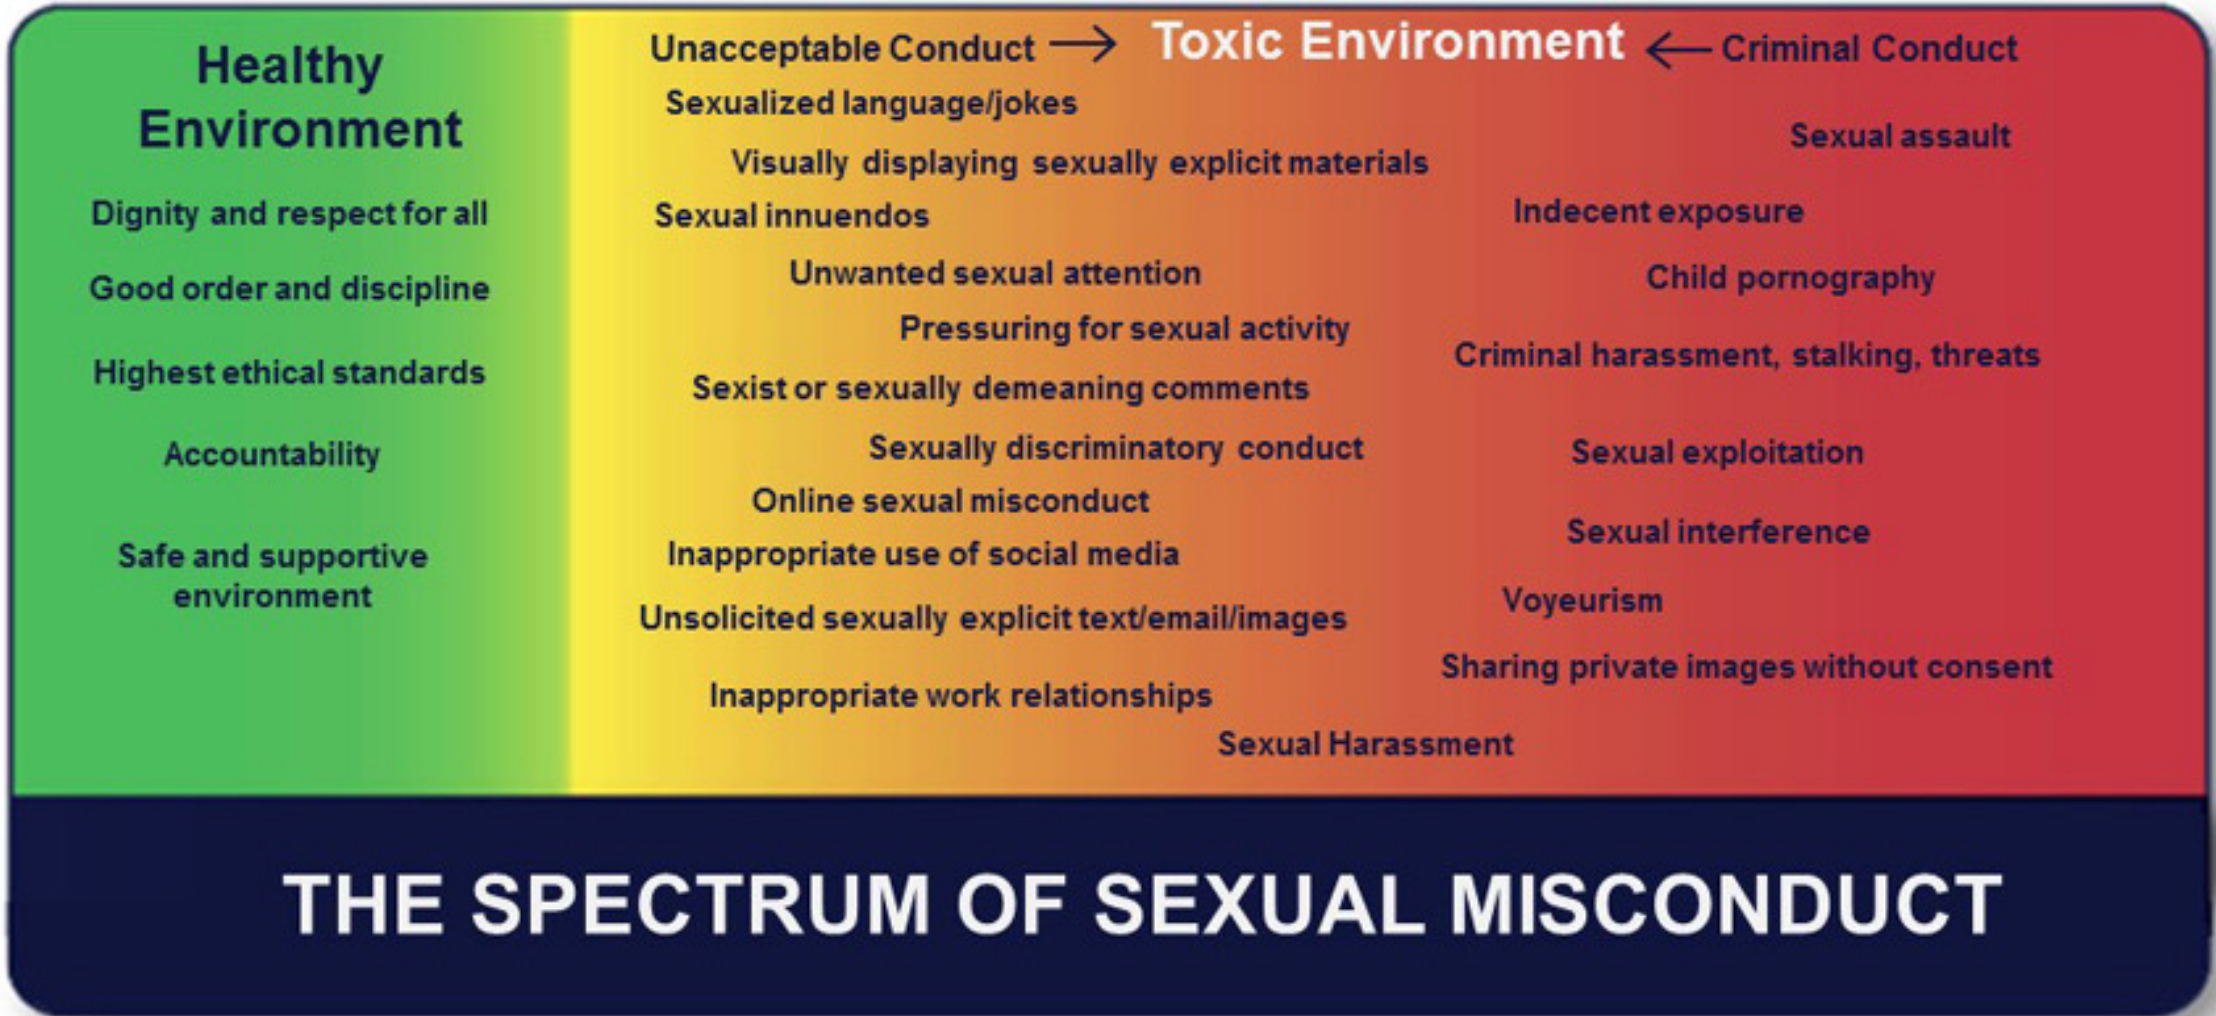 Healthy
Environment
Dignity and respect for all
Good order and discipline
Highest ethical standards
Accountability
Safe and supportive
environment
Unacceptable Conduct → Toxic Environment ← Criminal Conduct
Sexualized language/jokes
Visually displaying sexually explicit materials
Sexual innuendos
Unwanted sexual attention
Pressuring for sexual activity
Sexist or sexually demeaning comments
Sexually discriminatory conduct
Online sexual misconduct
Inappropriate use of social media
Unsolicited sexually explicit text/email/images
Inappropriate work relationships
Sexual Harassment
Sexual assault
Indecent exposure
Child pornography
Criminal harassment, stalking, threats
Sexual exploitation
Sexual interference
Voyeurism
Sharing private images without consent
THE SPECTRUM OF SEXUAL MISCONDUCT